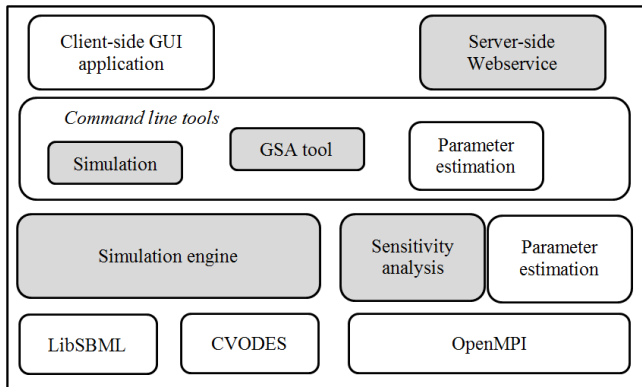 Client-side GUI
application
Server-side
Webservice
Command line tools
Simulation
GSA tool
Parameter
estimation
Simulation engine
Sensitivity
analysis
Parameter
estimation
LibSBML
CVODES
OpenMPI